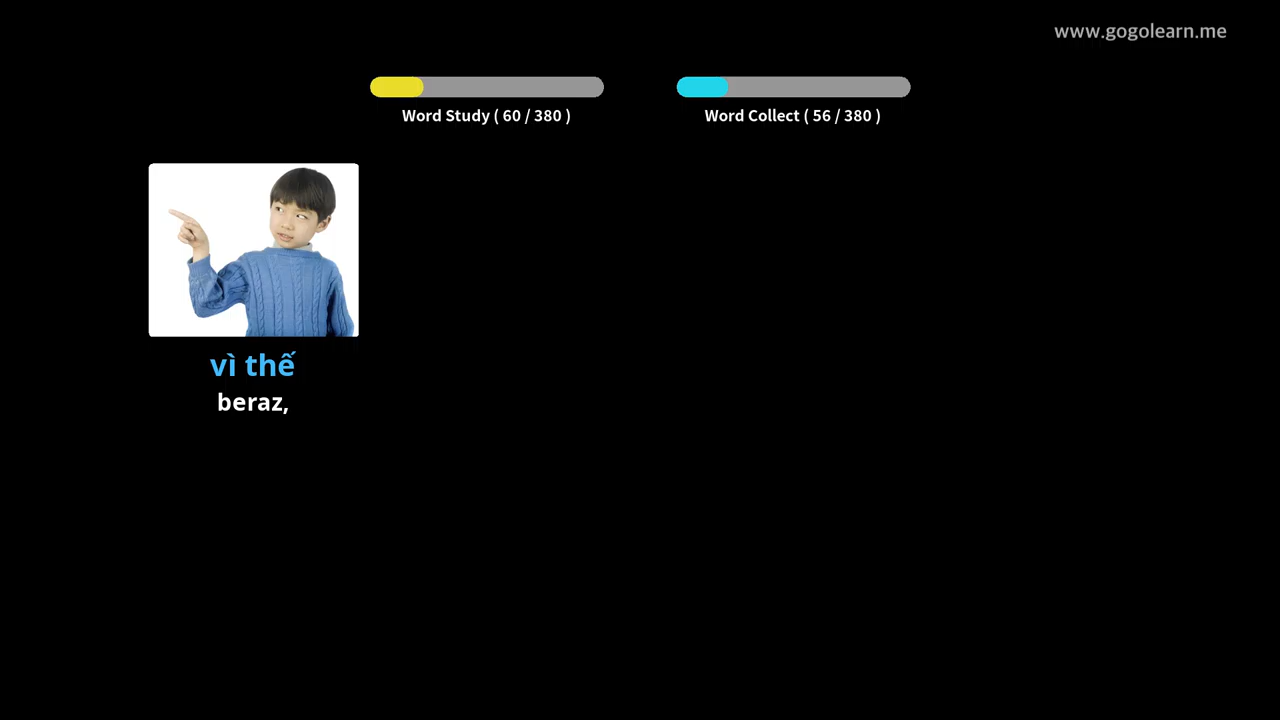 www.gogolearn.me
Word Study ( 60 / 380 )
Word Collect ( 56 / 380 )
vì thế
beraz,